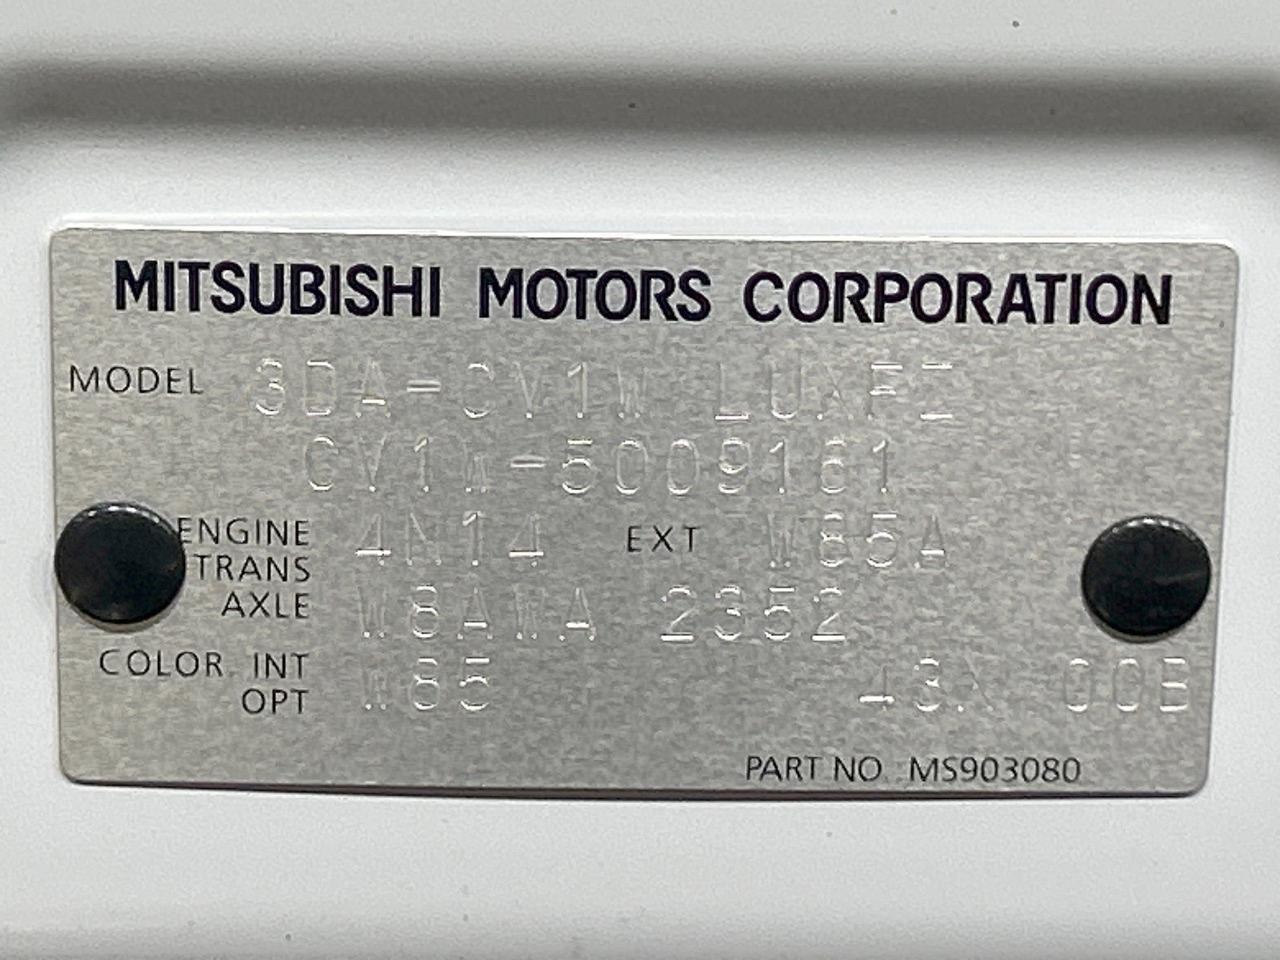 MITSUBISHI MOTORS CORPORATION
MODEL 3DA-CV1W LUXFZ
CV1W-5009161
ENGINE 4N14 EXT W85A
TRANS
AXLE W8AWA 2352
COLOR INT W85 43X 00B
OPT
PART NO MS903080